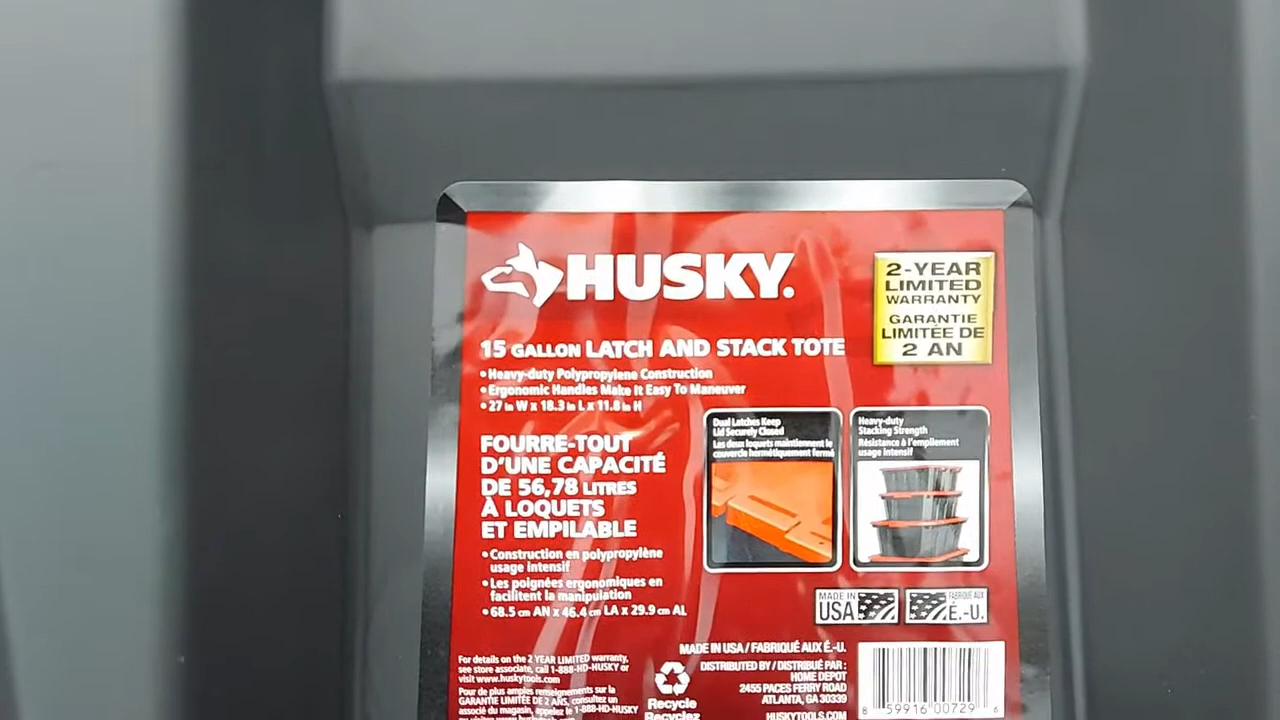 HUSKY.
2-YEAR
LIMITED
WARRANTY
GARANTIE
LIMITÉE DE
2 AN
15 GALLON LATCH AND STACK TOTE
• Heavy-duty Polypropylene Construction
• Ergonomic Handles Make It Easy To Maneuver
• 27 in W x 18.3 in L x 11.8 in H
FOURRE-TOUT
D'UNE CAPACITÉ
DE 56,78 LITRES
À LOQUETS
ET EMPILABLE
• Construction en polypropylène
usage intensif
• Les poignées ergonomiques en
facilitent la manipulation
• 68.5 cm AN x 46.4 cm LA x 29.9 cm AL
Dual Latches Keep
Lid Securely Closed
Les deux loquets maintiennent le
couvercle hermétiquement fermé
Heavy-duty
Stacking Strength
Résistance à l'empilement
usage intensif
MADE IN
USA
FABRIQUÉ AUX
É.-U.
For details on the 2 YEAR LIMITED warranty,
see store associate, call 1-888-HD-HUSKY or
visit www.huskytools.com
Pour de plus amples renseignements sur la
GARANTIE LIMITÉE DE 2 ANS, consultez un
associé du magasin, appelez le 1-888-HD-HUSKY
ou visitez www.huskytools.com
Recycle
Recyclez
MADE IN USA / FABRIQUÉ AUX É.-U.
DISTRIBUTED BY / DISTRIBUÉ PAR :
HOME DEPOT
2455 PACES FERRY ROAD
ATLANTA, GA 30339
HUSKYTOOLS.COM
8 59916 00729 6